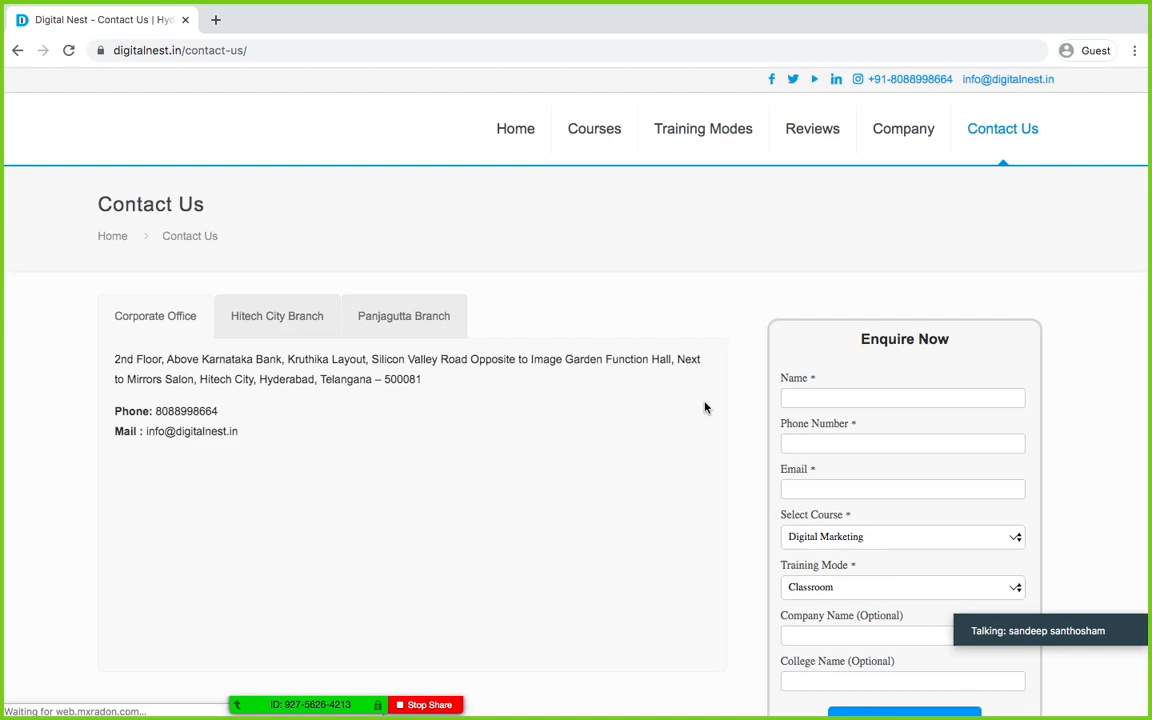 Digital Nest - Contact Us | Hyd
digitalnest.in/contact-us/
Guest
+91-8088998664 info@digitalnest.in
Home Courses Training Modes Reviews Company Contact Us
Contact Us
Home > Contact Us
Corporate Office Hitech City Branch Panjagutta Branch
2nd Floor, Above Karnataka Bank, Kruthika Layout, Silicon Valley Road Opposite to Image Garden Function Hall, Next
to Mirrors Salon, Hitech City, Hyderabad, Telangana – 500081
Phone: 8088998664
Mail : info@digitalnest.in
Enquire Now
Name *
Phone Number *
Email *
Select Course *
Digital Marketing
Training Mode *
Classroom
Company Name (Optional)
Talking: sandeep santhosham
College Name (Optional)
ID: 927-5626-4213 Stop Share
Waiting for web.mxradon.com...